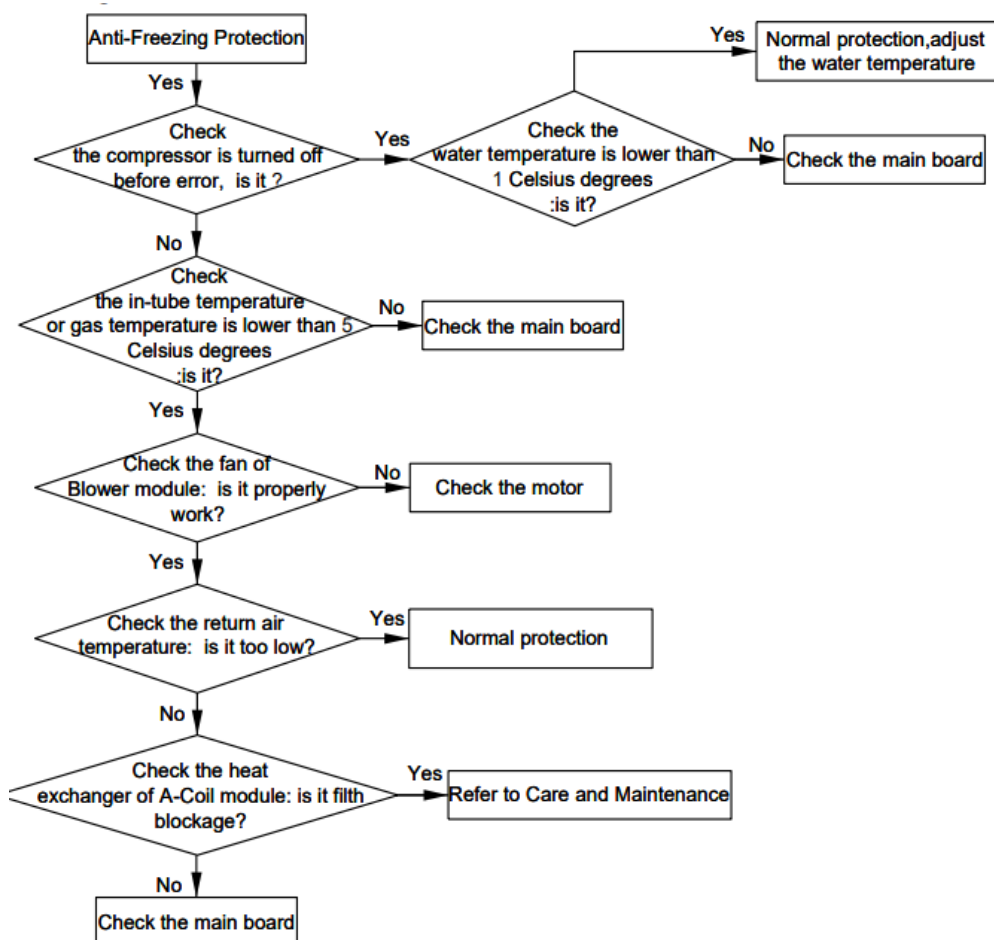 Anti-Freezing Protection
Yes
Normal protection,adjust
the water temperature
Yes
Check
the compressor is turned off
before error, is it ?
Yes
Check the
water temperature is lower than
1 Celsius degrees
:is it?
No
Check the main board
No
Check
the in-tube temperature
or gas temperature is lower than 5
Celsius degrees
:is it?
No
Check the main board
Yes
Check the fan of
Blower module: is it properly
work?
No
Check the motor
Yes
Check the return air
temperature: is it too low?
Yes
Normal protection
No
Check the heat
exchanger of A-Coil module: is it filth
blockage?
Yes
Refer to Care and Maintenance
No
Check the main board